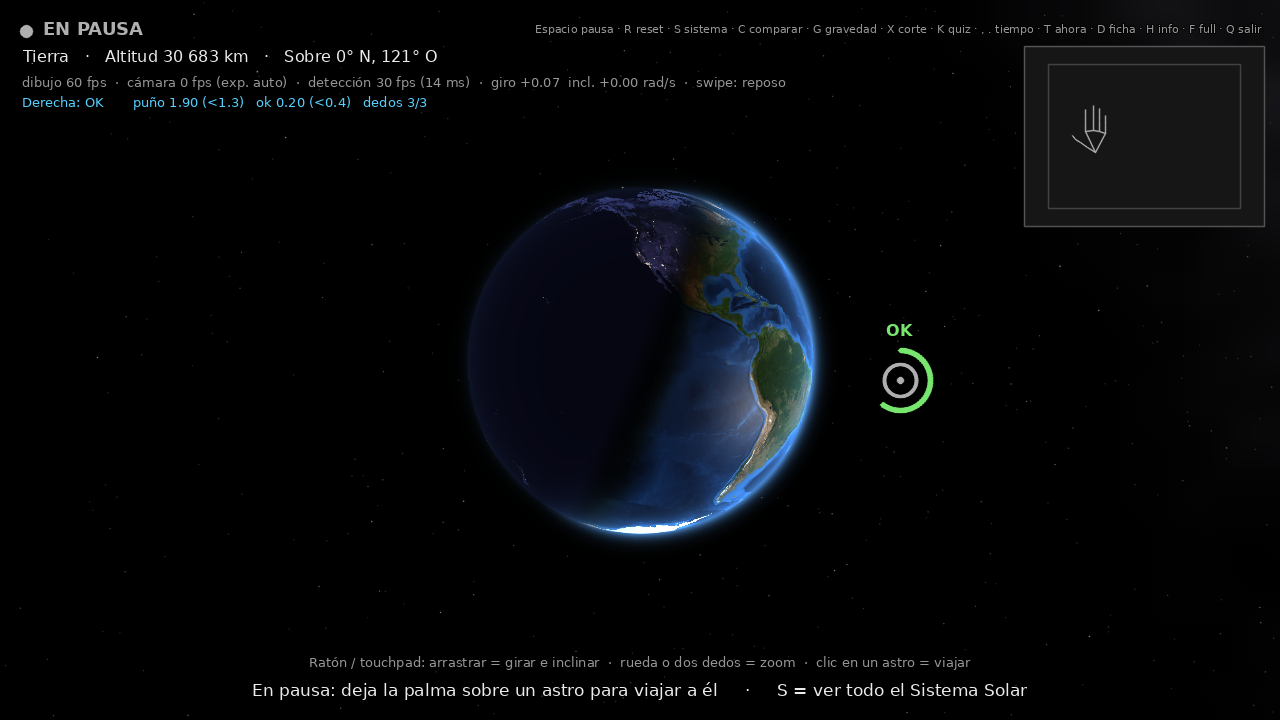 EN PAUSA
Espacio pausa · R reset · S sistema · C comparar · G gravedad · X corte · K quiz · , . tiempo · T ahora · D ficha · H info · F full · Q salir
Tierra · Altitud 30 683 km · Sobre 0° N, 121° O
dibujo 60 fps · cámara 0 fps (exp. auto) · detección 30 fps (14 ms) · giro +0.07 incl. +0.00 rad/s · swipe: reposo
Derecha: OK puño 1.90 (<1.3) ok 0.20 (<0.4) dedos 3/3
OK
Ratón / touchpad: arrastrar = girar e inclinar · rueda o dos dedos = zoom · clic en un astro = viajar
En pausa: deja la palma sobre un astro para viajar a él · S = ver todo el Sistema Solar